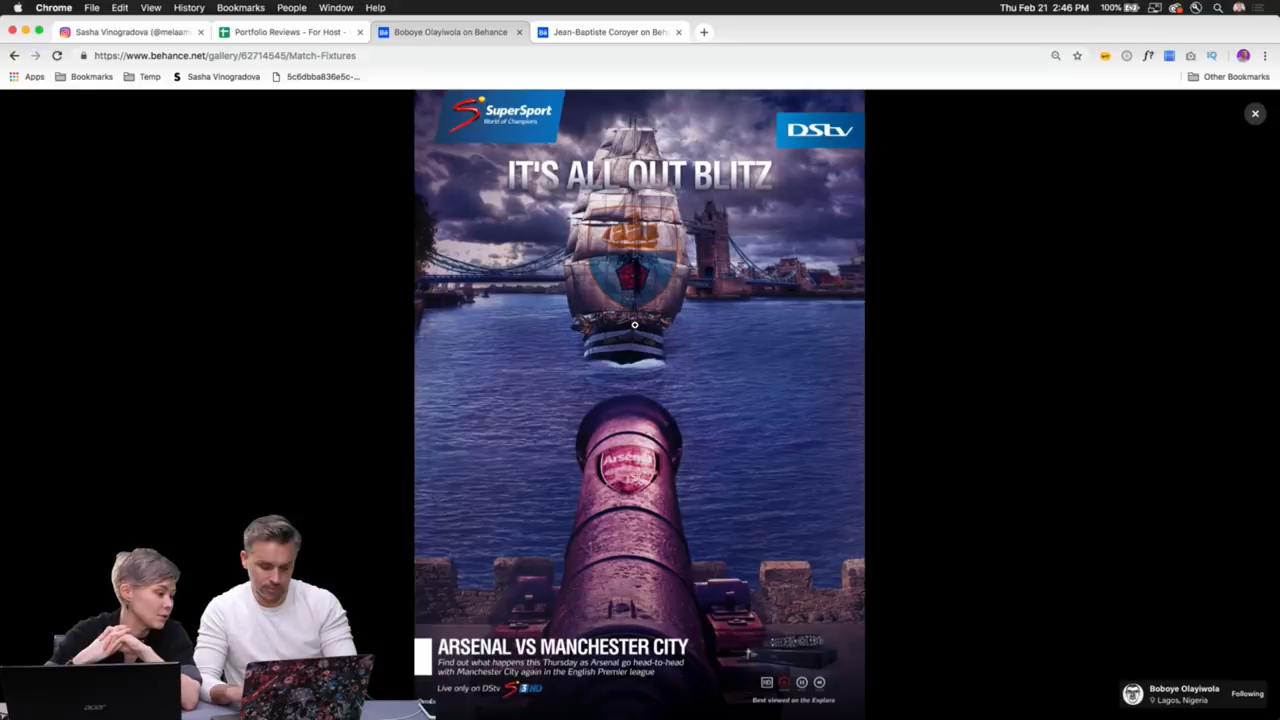 Chrome File Edit View History Bookmarks People Window Help
100%
Thu Feb 21 2:46 PM
Sasha Vinogradova (@melaam
Portfolio Reviews - For Host -
Boboye Olayiwola on Behance
Jean-Baptiste Coroyer on Beh
https://www.behance.net/gallery/62714545/Match-Fixtures
Apps
Bookmarks
Temp
Sasha Vinogradova
5c6dbba836e5c-...
Other Bookmarks
SuperSport
World of Champions
DStv
IT'S ALL OUT BLITZ
Arsenal
ARSENAL VS MANCHESTER CITY
Find out what happens this Thursday as Arsenal go head-to-head
with Manchester City again in the English Premier league
Live only on DStv S 3 HD
Best viewed on the Explora
acer
Boboye Olayiwola
Lagos, Nigeria
Following